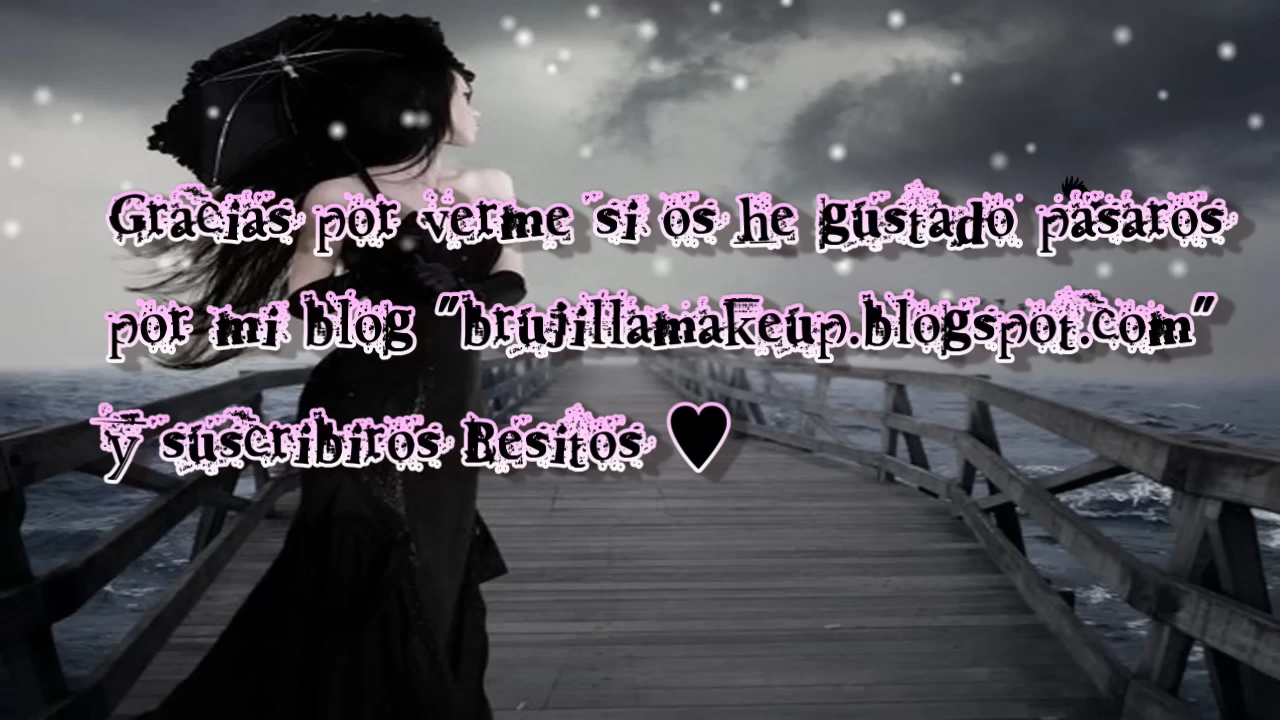 Gracias por verme si os he gustado pasaros
por mi blog "brujillamakeup.blogspot.com"
y suscribiros Besitos ♥